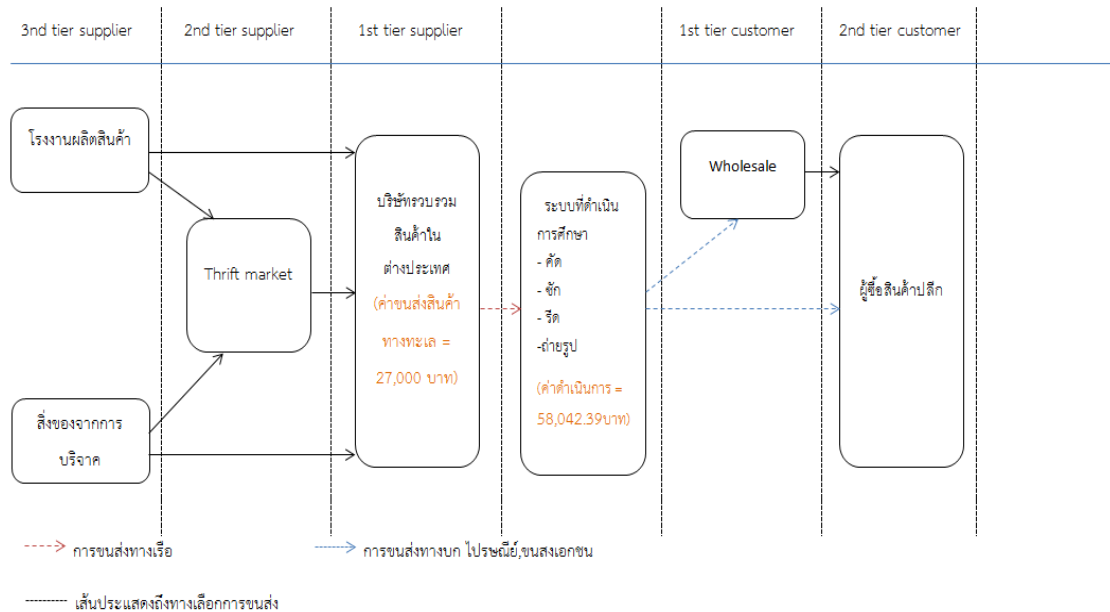 3nd tier supplier
2nd tier supplier
1st tier supplier
1st tier customer
2nd tier customer
โรงงานผลิตสินค้า
Thrift market
สิ่งของจากการ
บริจาค
บริษัทรวบรวม
สินค้าใน
ต่างประเทศ
(ค่าขนส่งสินค้า
ทางทะเล =
27,000 บาท)
ระบบที่ดำเนิน
การศึกษา
- คัด
- ซัก
- รีด
-ถ่ายรูป
(ค่าดำเนินการ =
58,042.39บาท)
Wholesale
ผู้ซื้อสินค้าปลีก
การขนส่งทางเรือ
การขนส่งทางบก ไปรษณีย์,ขนสงเอกชน
เส้นประแสดงถึงทางเลือกการขนส่ง